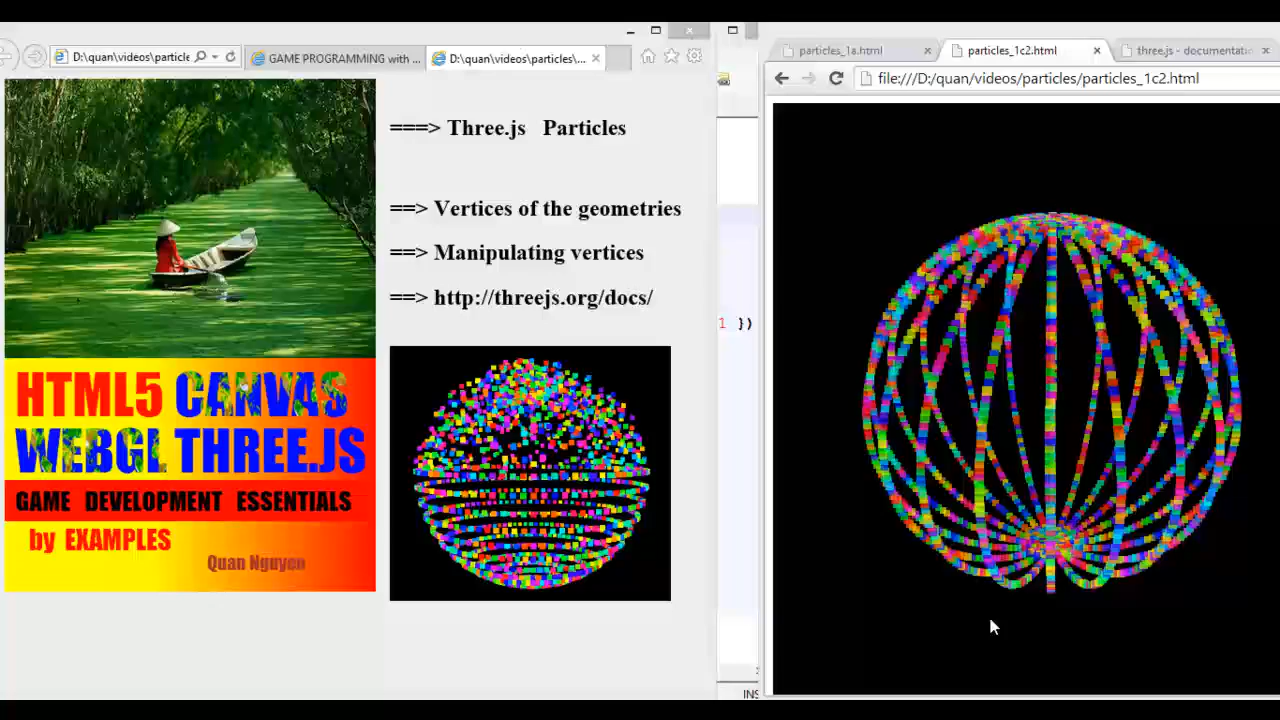 D:\quan\videos\particle
GAME PROGRAMMING with ...
D:\quan\videos\particles\...
particles_1a.html
particles_1c2.html
three.js - documentatio
file:///D:/quan/videos/particles/particles_1c2.html
===> Three.js Particles
==> Vertices of the geometries
==> Manipulating vertices
==> http://threejs.org/docs/
1 })
HTML5 CANVAS
WEBGL THREE.JS
GAME DEVELOPMENT ESSENTIALS
by EXAMPLES
Quan Nguyen
INS